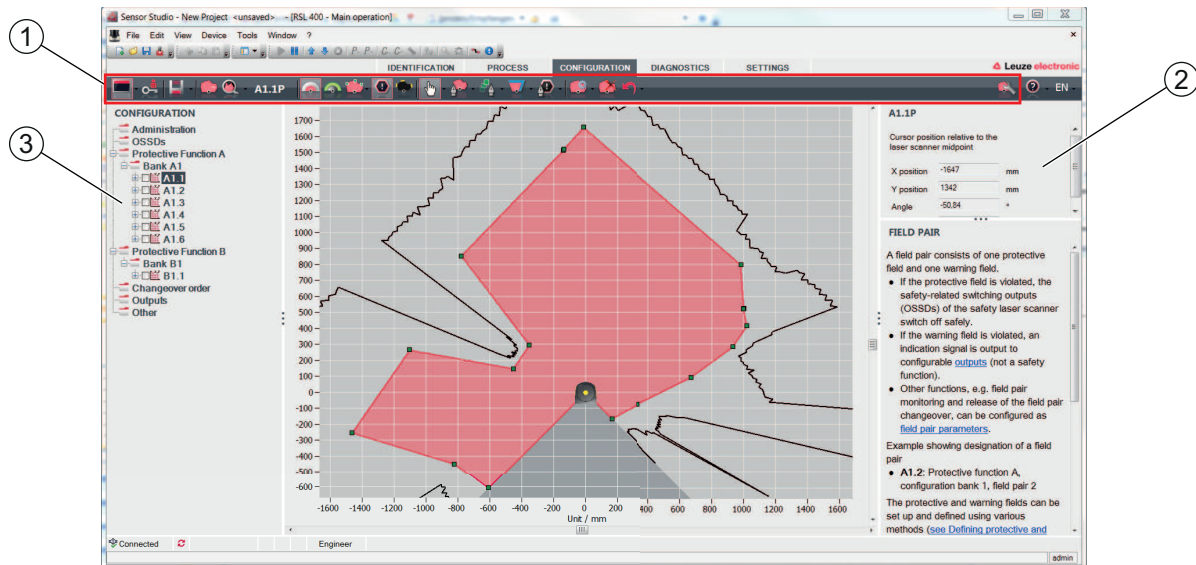 Sensor Studio - New Project <unsaved> - [RSL 400 - Main operation]
File Edit View Device Tools Window ?
IDENTIFICATION PROCESS CONFIGURATION DIAGNOSTICS SETTINGS
Leuze electronic
A1.1P
EN
1
2
3
CONFIGURATION
Administration
OSSDs
Protective Function A
Bank A1
A1.1
A1.2
A1.3
A1.4
A1.5
A1.6
Protective Function B
Bank B1
B1.1
Changeover order
Outputs
Other
1700
1600
1500
1400
1300
1200
1100
1000
900
800
700
600
500
400
300
200
100
0
-100
-200
-300
-400
-500
-600
-1600 -1400 -1200 -1000 -800 -600 -400 -200 0 200 400 600 800 1000 1200 1400 1600
Unit / mm
A1.1P
Cursor position relative to the
laser scanner midpoint
X position -1647 mm
Y position 1342 mm
Angle -50,84 °
FIELD PAIR
A field pair consists of one protective
field and one warning field.
• If the protective field is violated, the
safety-related switching outputs
(OSSDs) of the safety laser scanner
switch off safely.
• If the warning field is violated, an
indication signal is output to
configurable outputs (not a safety
function).
• Other functions, e.g. field pair
monitoring and release of the field pair
changeover, can be configured as
field pair parameters.
Example showing designation of a field
pair
• A1.2: Protective function A,
configuration bank 1, field pair 2
The protective and warning fields can be
set up and defined using various
methods (see Defining protective and
Connected Engineer
admin